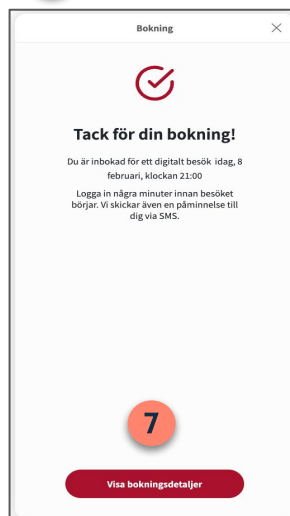 Bokning
Tack för din bokning!
Du är inbokad för ett digitalt besök idag, 8
februari, klockan 21:00
Logga in några minuter innan besöket
börjar. Vi skickar även en påminnelse till
dig via SMS.
7
Visa bokningsdetaljer